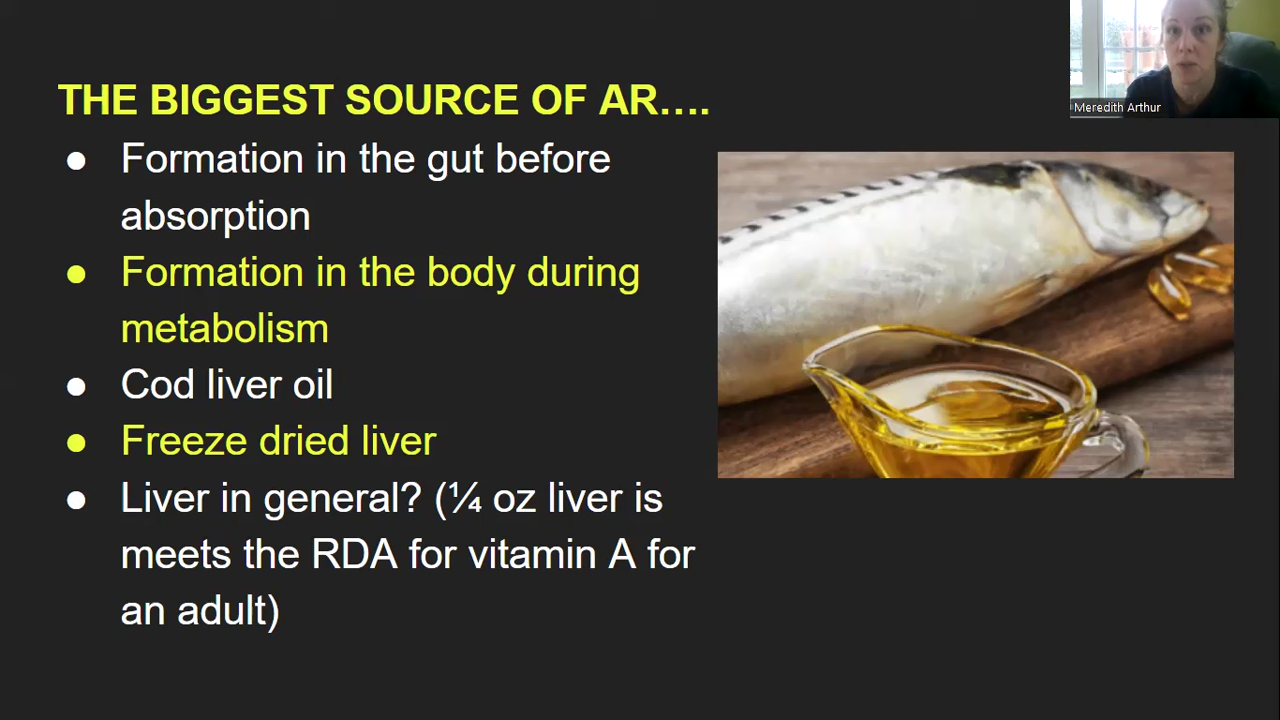 THE BIGGEST SOURCE OF AR....
● Formation in the gut before
absorption
● Formation in the body during
metabolism
● Cod liver oil
● Freeze dried liver
● Liver in general? (¼ oz liver is
meets the RDA for vitamin A for
an adult)
Meredith Arthur